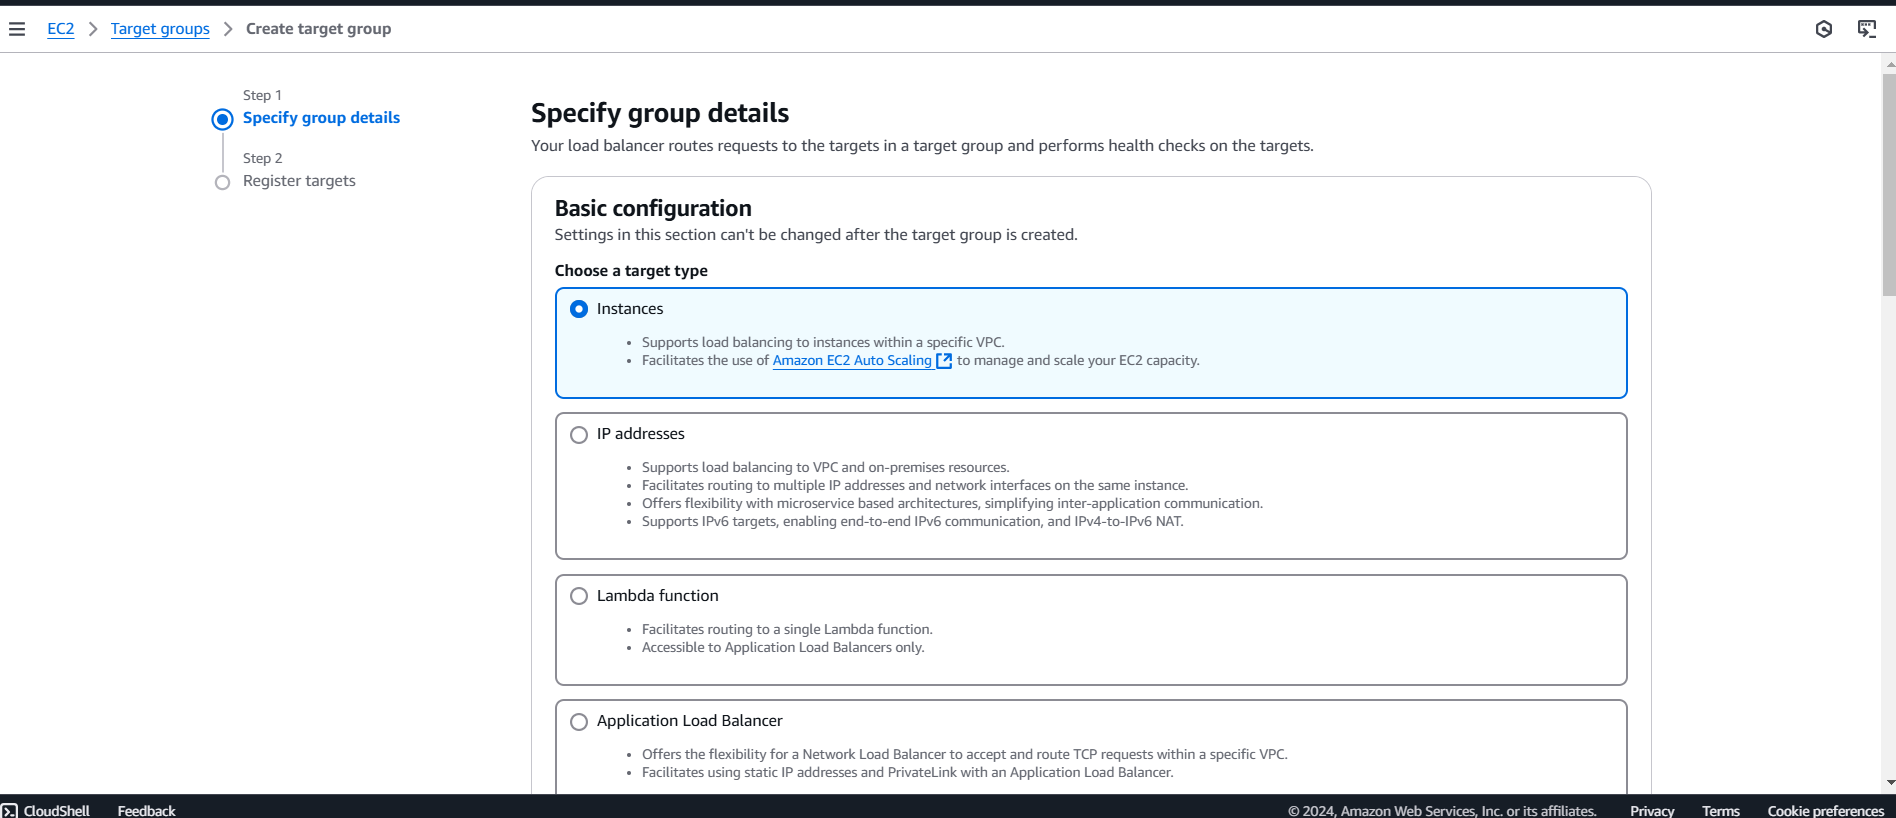 EC2 > Target groups > Create target group
Step 1
Specify group details
Step 2
Register targets
Specify group details
Your load balancer routes requests to the targets in a target group and performs health checks on the targets.
Basic configuration
Settings in this section can't be changed after the target group is created.
Choose a target type
Instances
• Supports load balancing to instances within a specific VPC.
• Facilitates the use of Amazon EC2 Auto Scaling to manage and scale your EC2 capacity.
IP addresses
• Supports load balancing to VPC and on-premises resources.
• Facilitates routing to multiple IP addresses and network interfaces on the same instance.
• Offers flexibility with microservice based architectures, simplifying inter-application communication.
• Supports IPv6 targets, enabling end-to-end IPv6 communication, and IPv4-to-IPv6 NAT.
Lambda function
• Facilitates routing to a single Lambda function.
• Accessible to Application Load Balancers only.
Application Load Balancer
• Offers the flexibility for a Network Load Balancer to accept and route TCP requests within a specific VPC.
• Facilitates using static IP addresses and PrivateLink with an Application Load Balancer.
CloudShell Feedback © 2024, Amazon Web Services, Inc. or its affiliates. Privacy Terms Cookie preferences